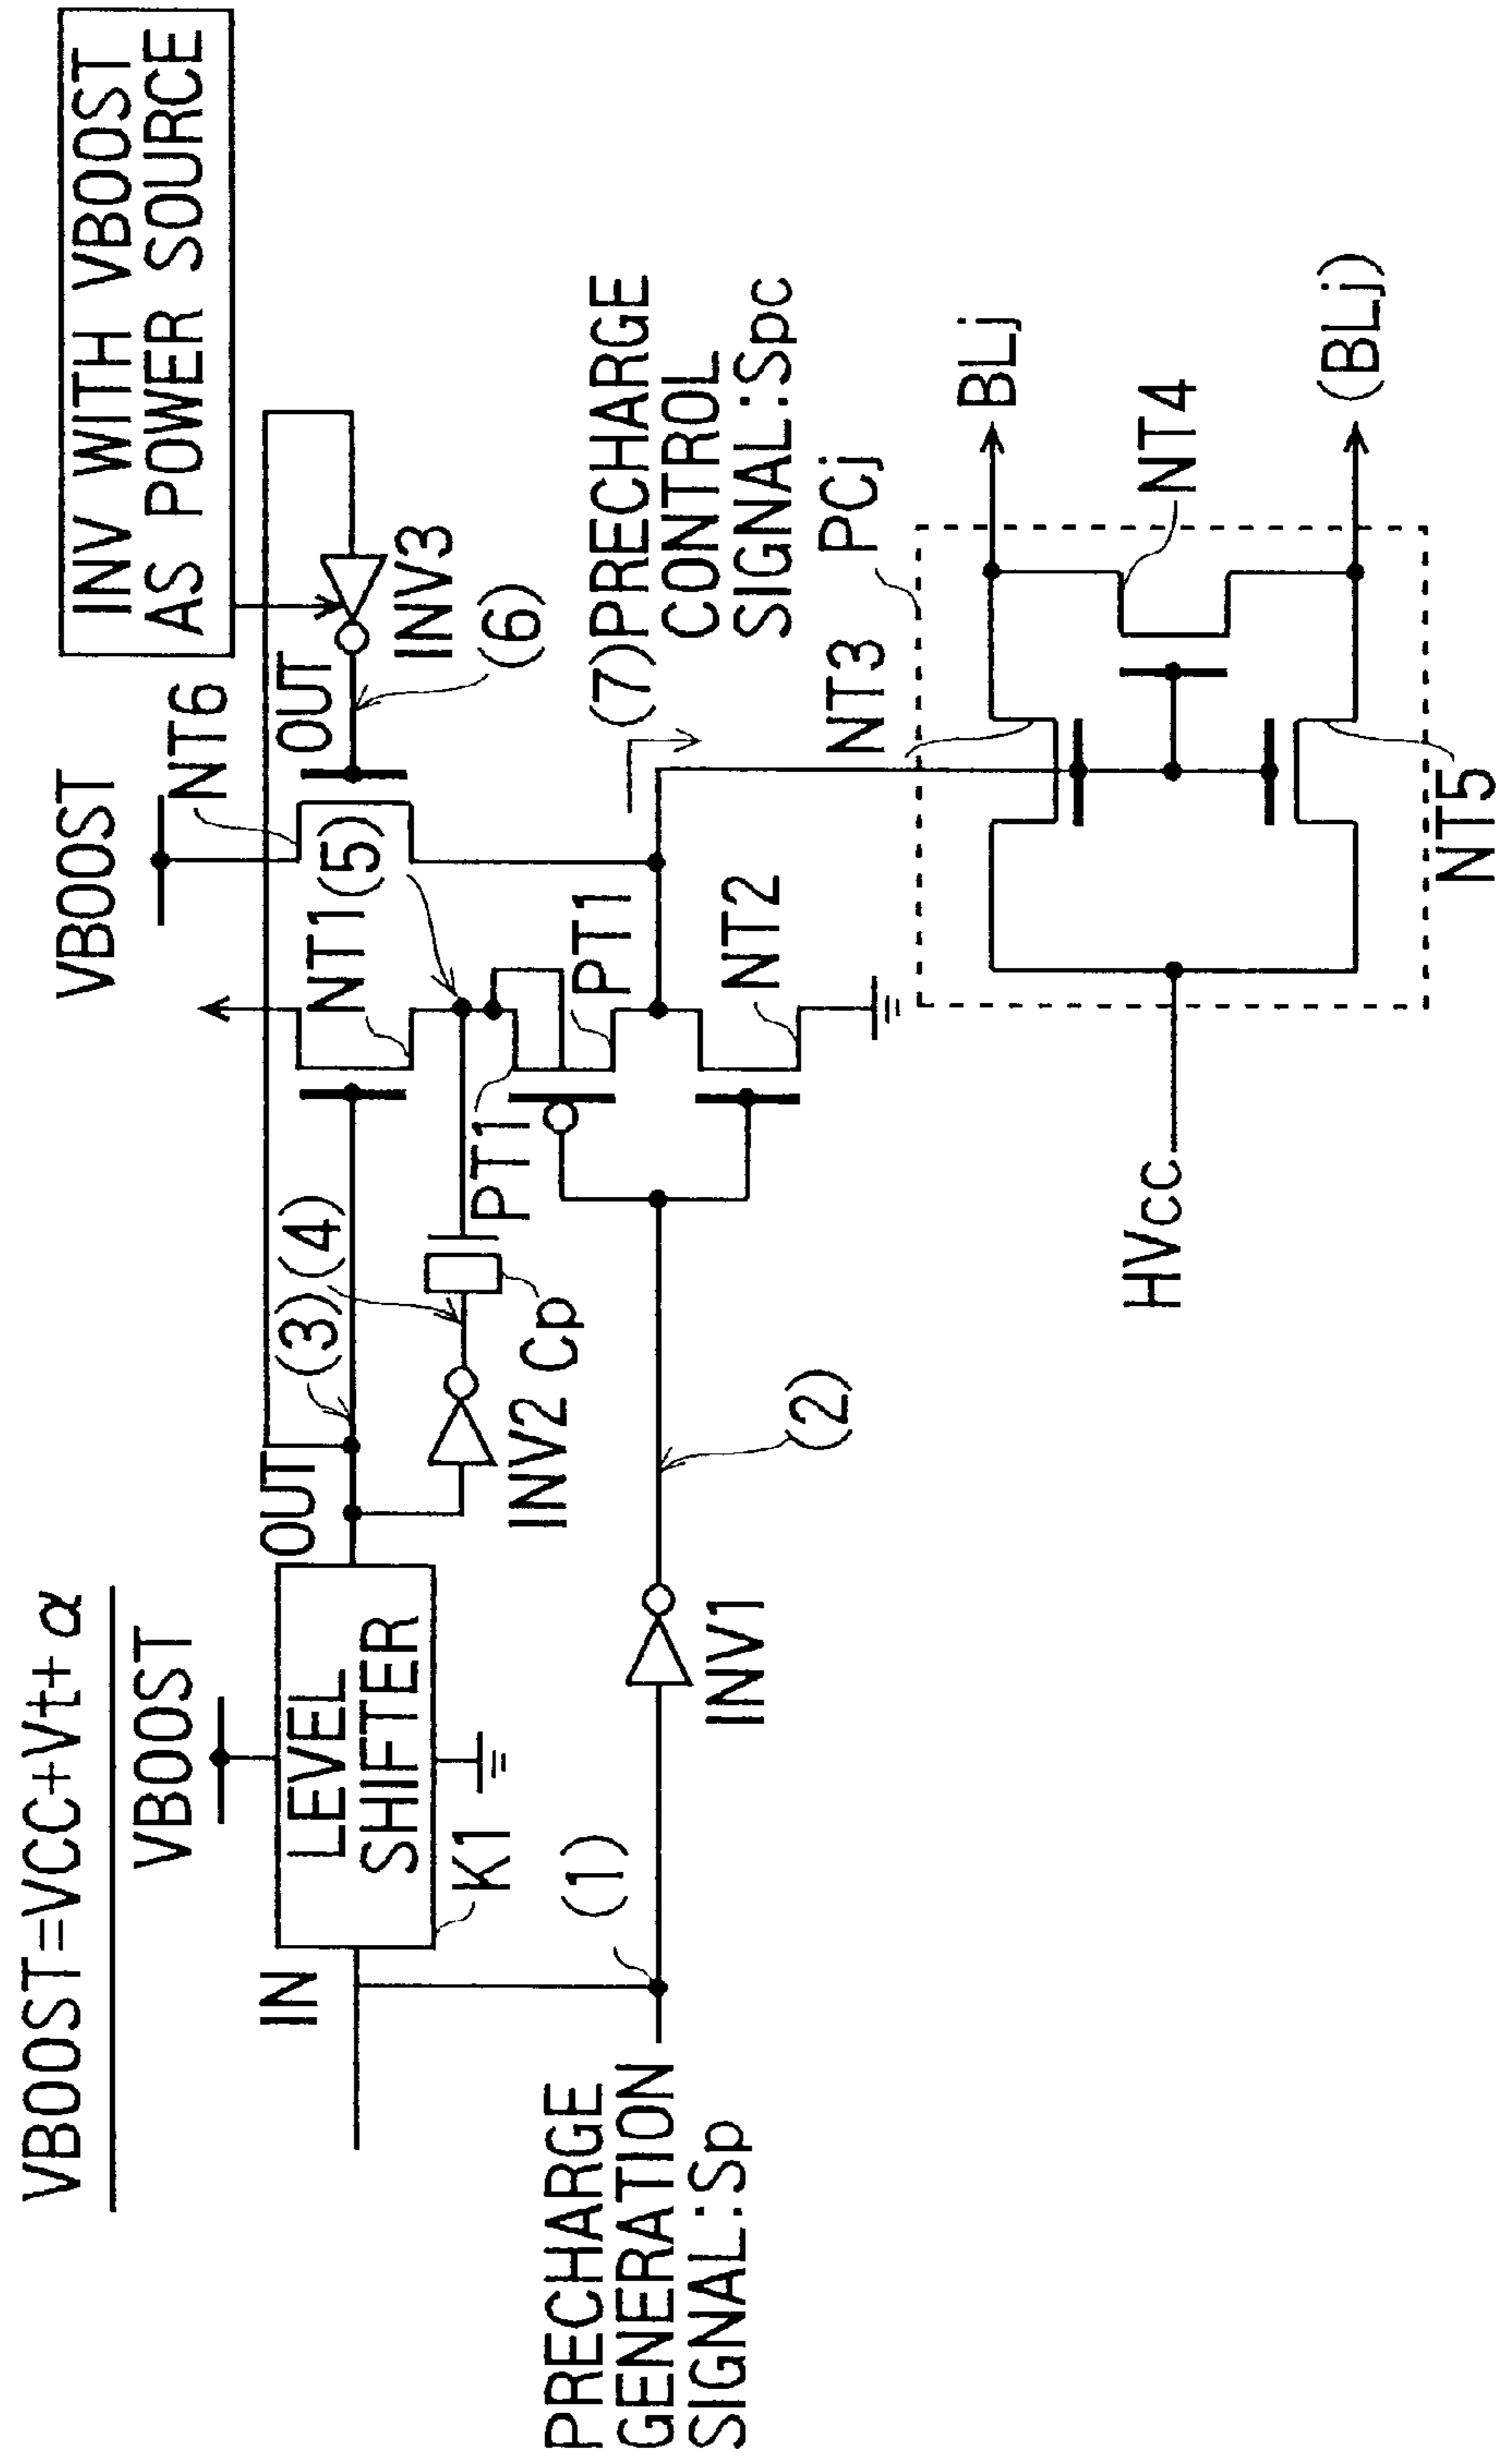 VBOOST=VCC+Vt+α
VBOOST
IN
LEVEL
SHIFTER
K1
OUT
(3)
(4)
INV2
Cp
PRECHARGE
GENERATION
SIGNAL:Sp
(1)
INV1
(2)
VBOOST
NT6
NT1
(5)
PT1
PT1
NT2
OUT
INV3
(6)
INV WITH VBOOST
AS POWER SOURCE
(7)PRECHARGE
CONTROL
SIGNAL:Spc
PCj
NT3
NT4
NT5
HVcc
BLj
(BLj)